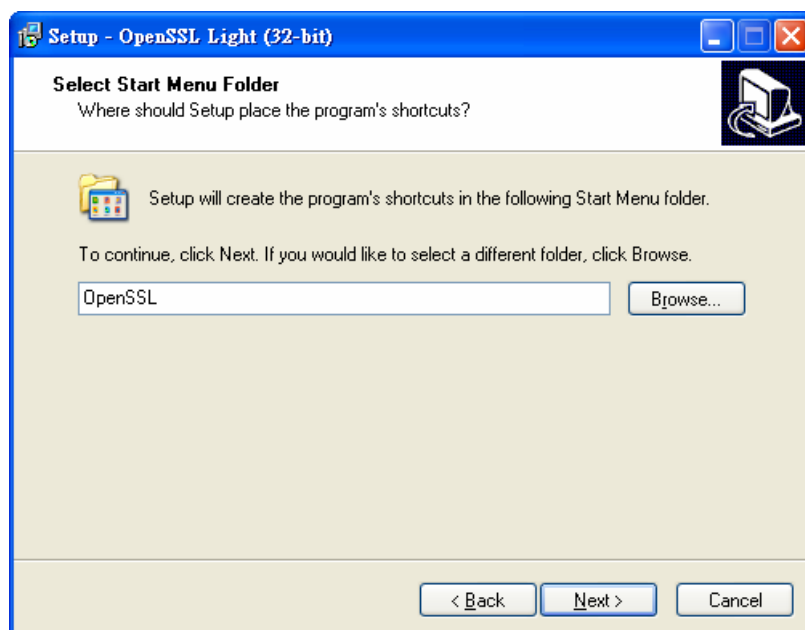 Setup - OpenSSL Light (32-bit)
Select Start Menu Folder
Where should Setup place the program's shortcuts?
Setup will create the program's shortcuts in the following Start Menu folder.
To continue, click Next. If you would like to select a different folder, click Browse.
OpenSSL
Browse...
< Back
Next >
Cancel